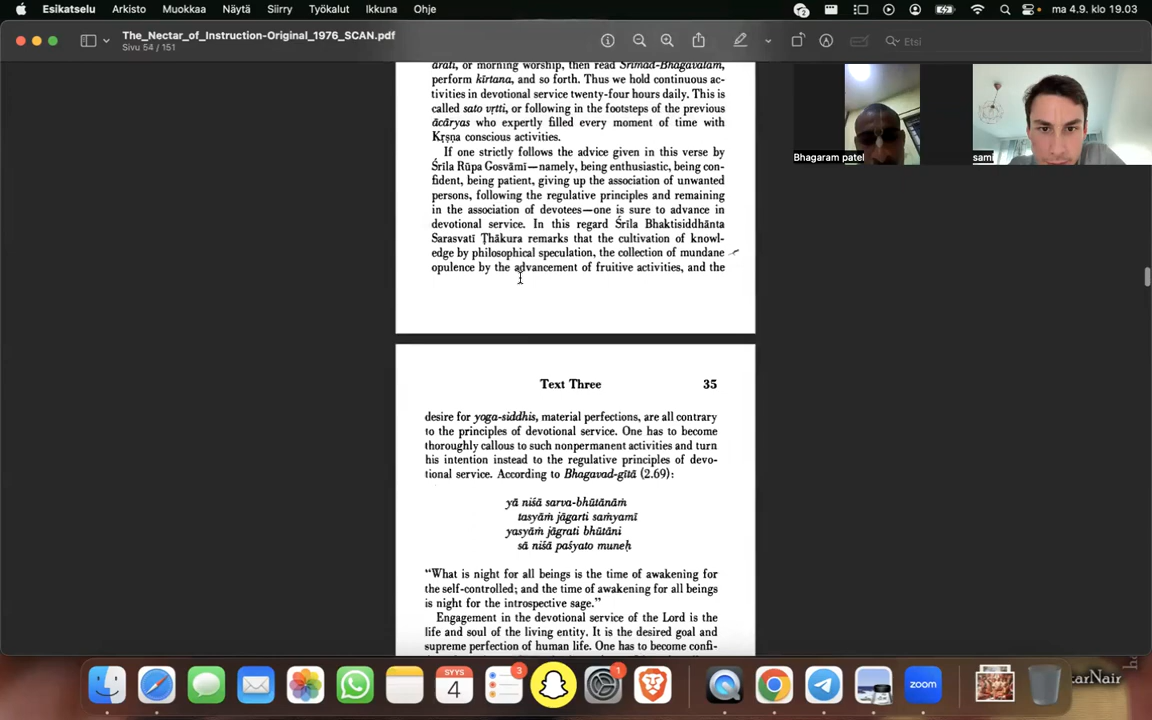 Esikatselu Arkisto Muokkaa Näytä Siirry Työkalut Ikkuna Ohje
2
ma 4.9. klo 19.03
The_Nectar_of_Instruction-Original_1976_SCAN.pdf
Sivu 54 / 151
Etsi
ārati, or morning worship, then read Śrīmad-Bhāgavatam,
perform kīrtana, and so forth. Thus we hold continuous ac-
tivities in devotional service twenty-four hours daily. This is
called sato vṛtti, or following in the footsteps of the previous
ācāryas who expertly filled every moment of time with
Kṛṣṇa conscious activities.
If one strictly follows the advice given in this verse by
Śrīla Rūpa Gosvāmī—namely, being enthusiastic, being con-
fident, being patient, giving up the association of unwanted
persons, following the regulative principles and remaining
in the association of devotees—one is sure to advance in
devotional service. In this regard Śrīla Bhaktisiddhānta
Sarasvatī Ṭhākura remarks that the cultivation of knowl-
edge by philosophical speculation, the collection of mundane
opulence by the advancement of fruitive activities, and the
Text Three 35
desire for yoga-siddhis, material perfections, are all contrary
to the principles of devotional service. One has to become
thoroughly callous to such nonpermanent activities and turn
his intention instead to the regulative principles of devo-
tional service. According to Bhagavad-gītā (2.69):
yā niśā sarva-bhūtānāṁ
tasyāṁ jāgarti saṁyamī
yasyāṁ jāgrati bhūtāni
sā niśā paśyato muneḥ
“What is night for all beings is the time of awakening for
the self-controlled; and the time of awakening for all beings
is night for the introspective sage.”
Engagement in the devotional service of the Lord is the
life and soul of the living entity. It is the desired goal and
supreme perfection of human life. One has to become confi-
Bhagaram patel
sami
SYYS
4
3
1
zoom
arNair